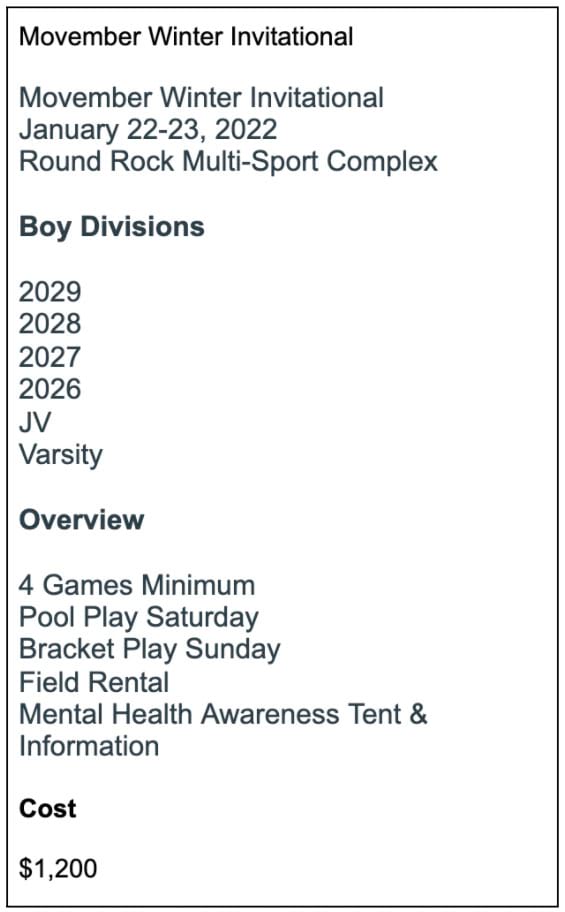 Movember Winter Invitational
Movember Winter Invitational
January 22-23, 2022
Round Rock Multi-Sport Complex
Boy Divisions
2029
2028
2027
2026
JV
Varsity
Overview
4 Games Minimum
Pool Play Saturday
Bracket Play Sunday
Field Rental
Mental Health Awareness Tent &
Information
Cost
$1,200